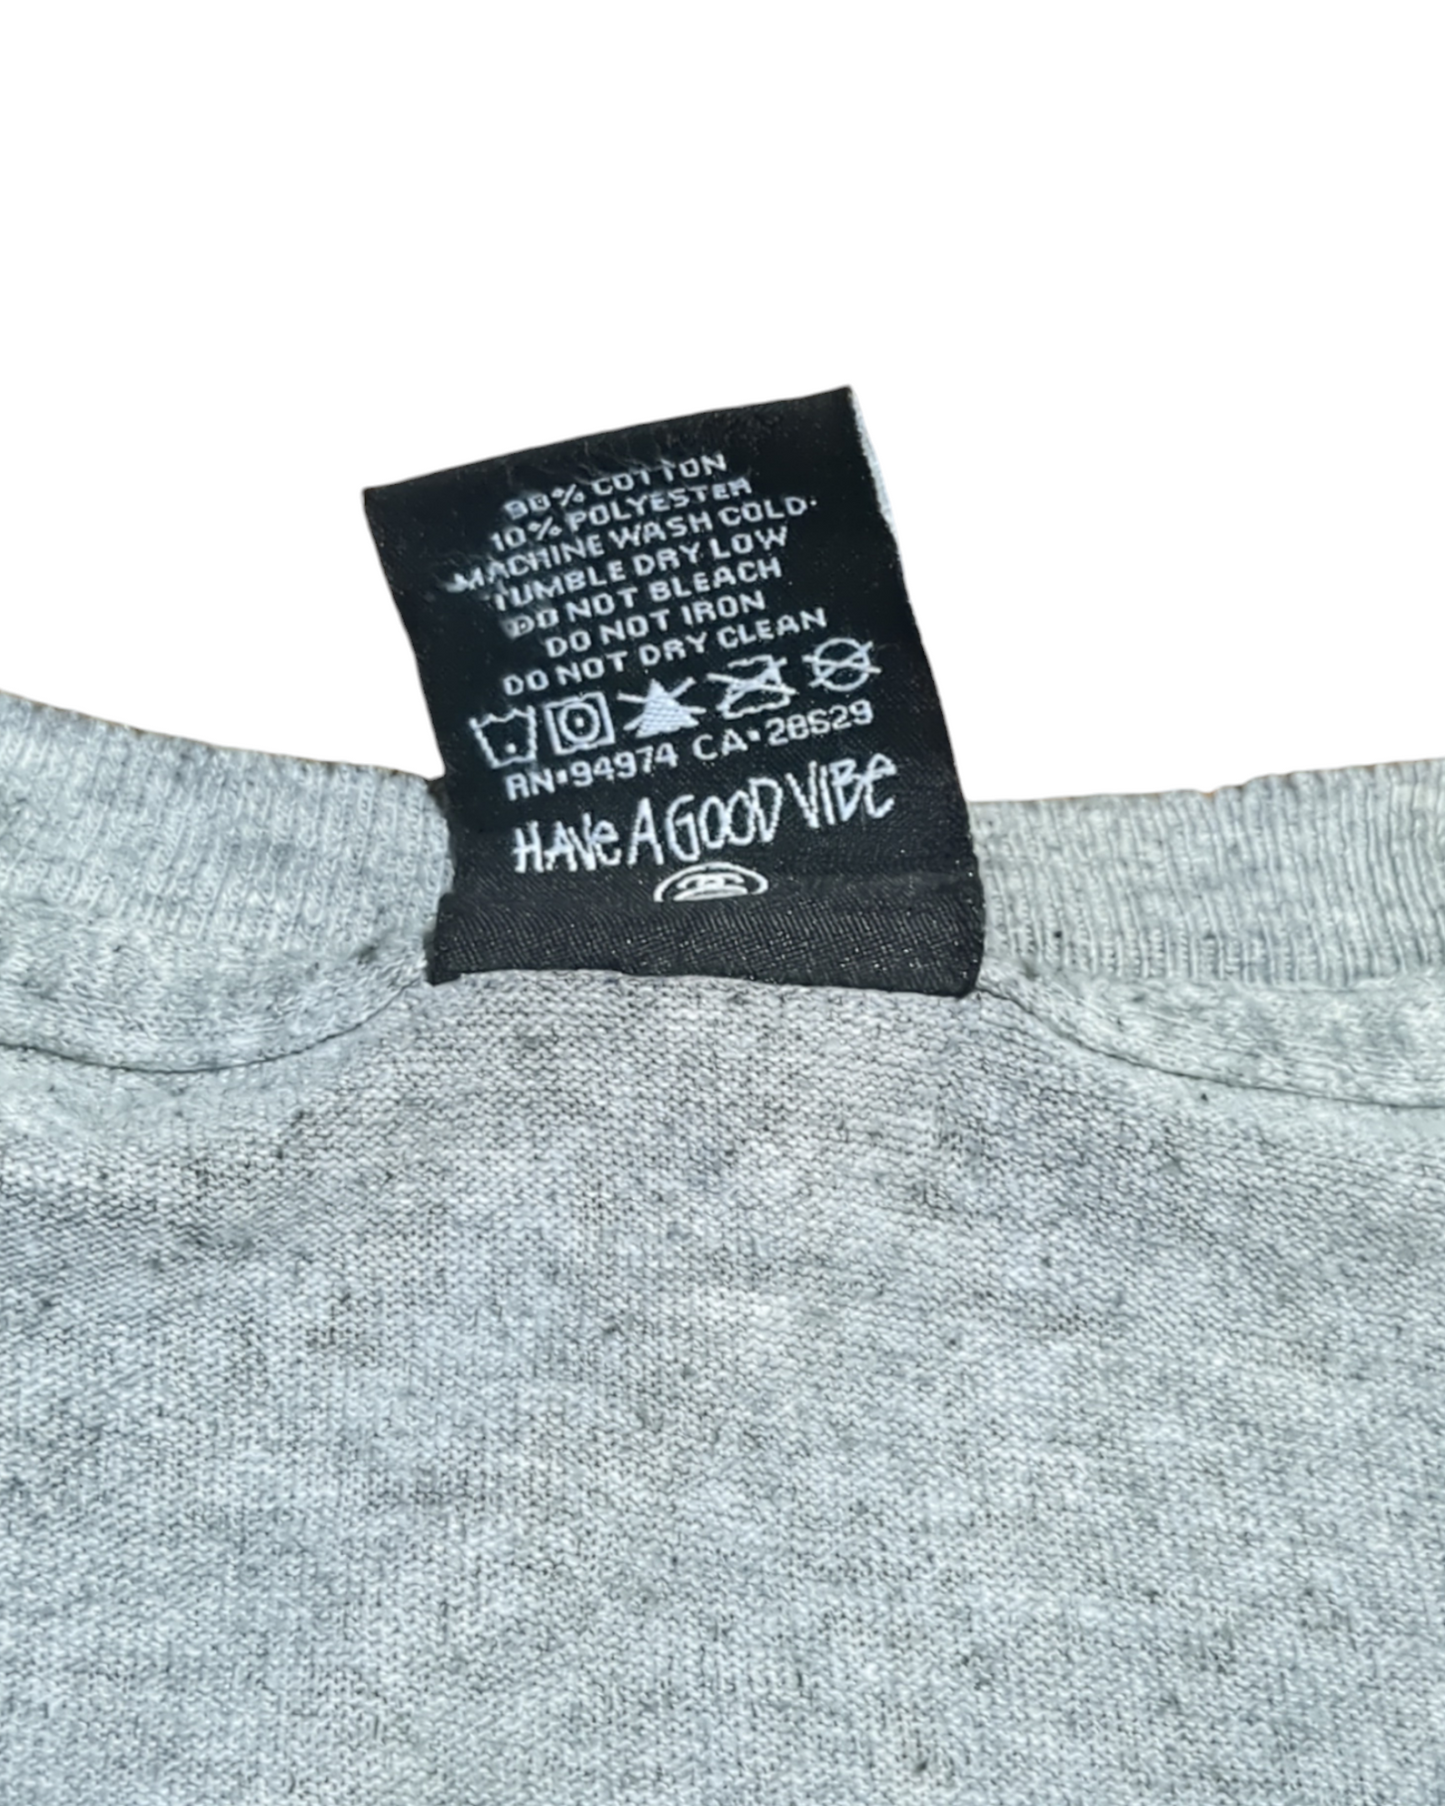 90% COTTON
10% POLYESTER
MACHINE WASH COLD
TUMBLE DRY LOW
DO NOT BLEACH
DO NOT IRON
DO NOT DRY CLEAN
RN•94974 CA•28529
HAVE A GOOD VIBE